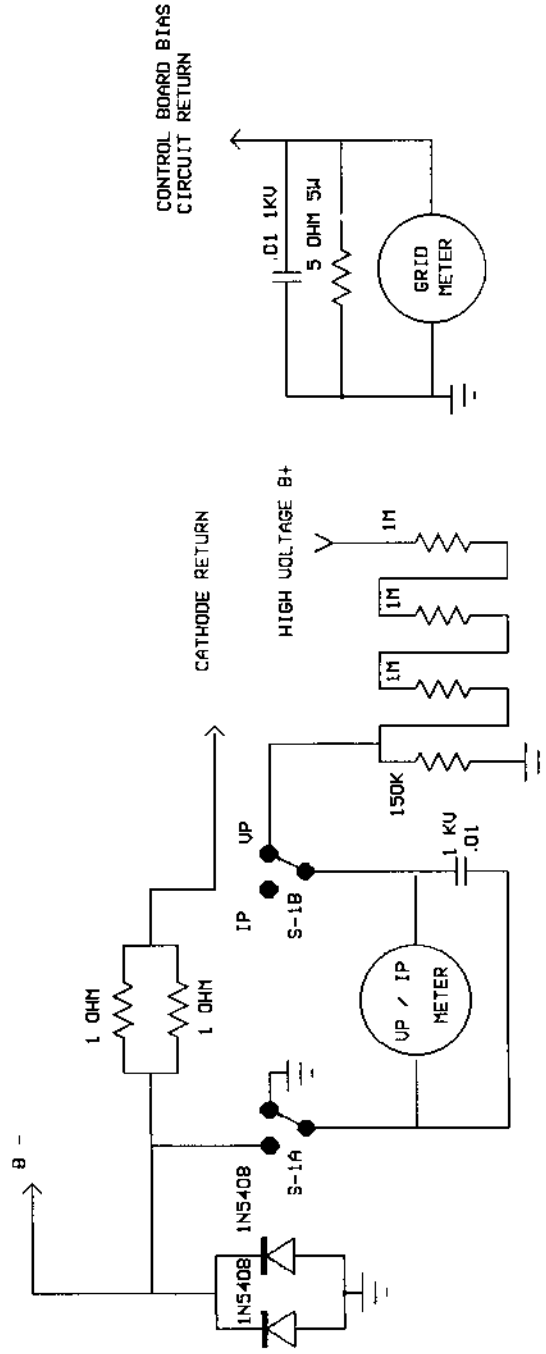 B -
1 OHM
1 OHM
CATHODE RETURN
1N5408
1N5408
S-1A
IP
VP
S-1B
VP / IP
METER
1 KV
.01
150K
1M
1M
1M
HIGH VOLTAGE B+
CONTROL BOARD BIAS
CIRCUIT RETURN
.01 1KV
5 OHM 5W
GRID
METER